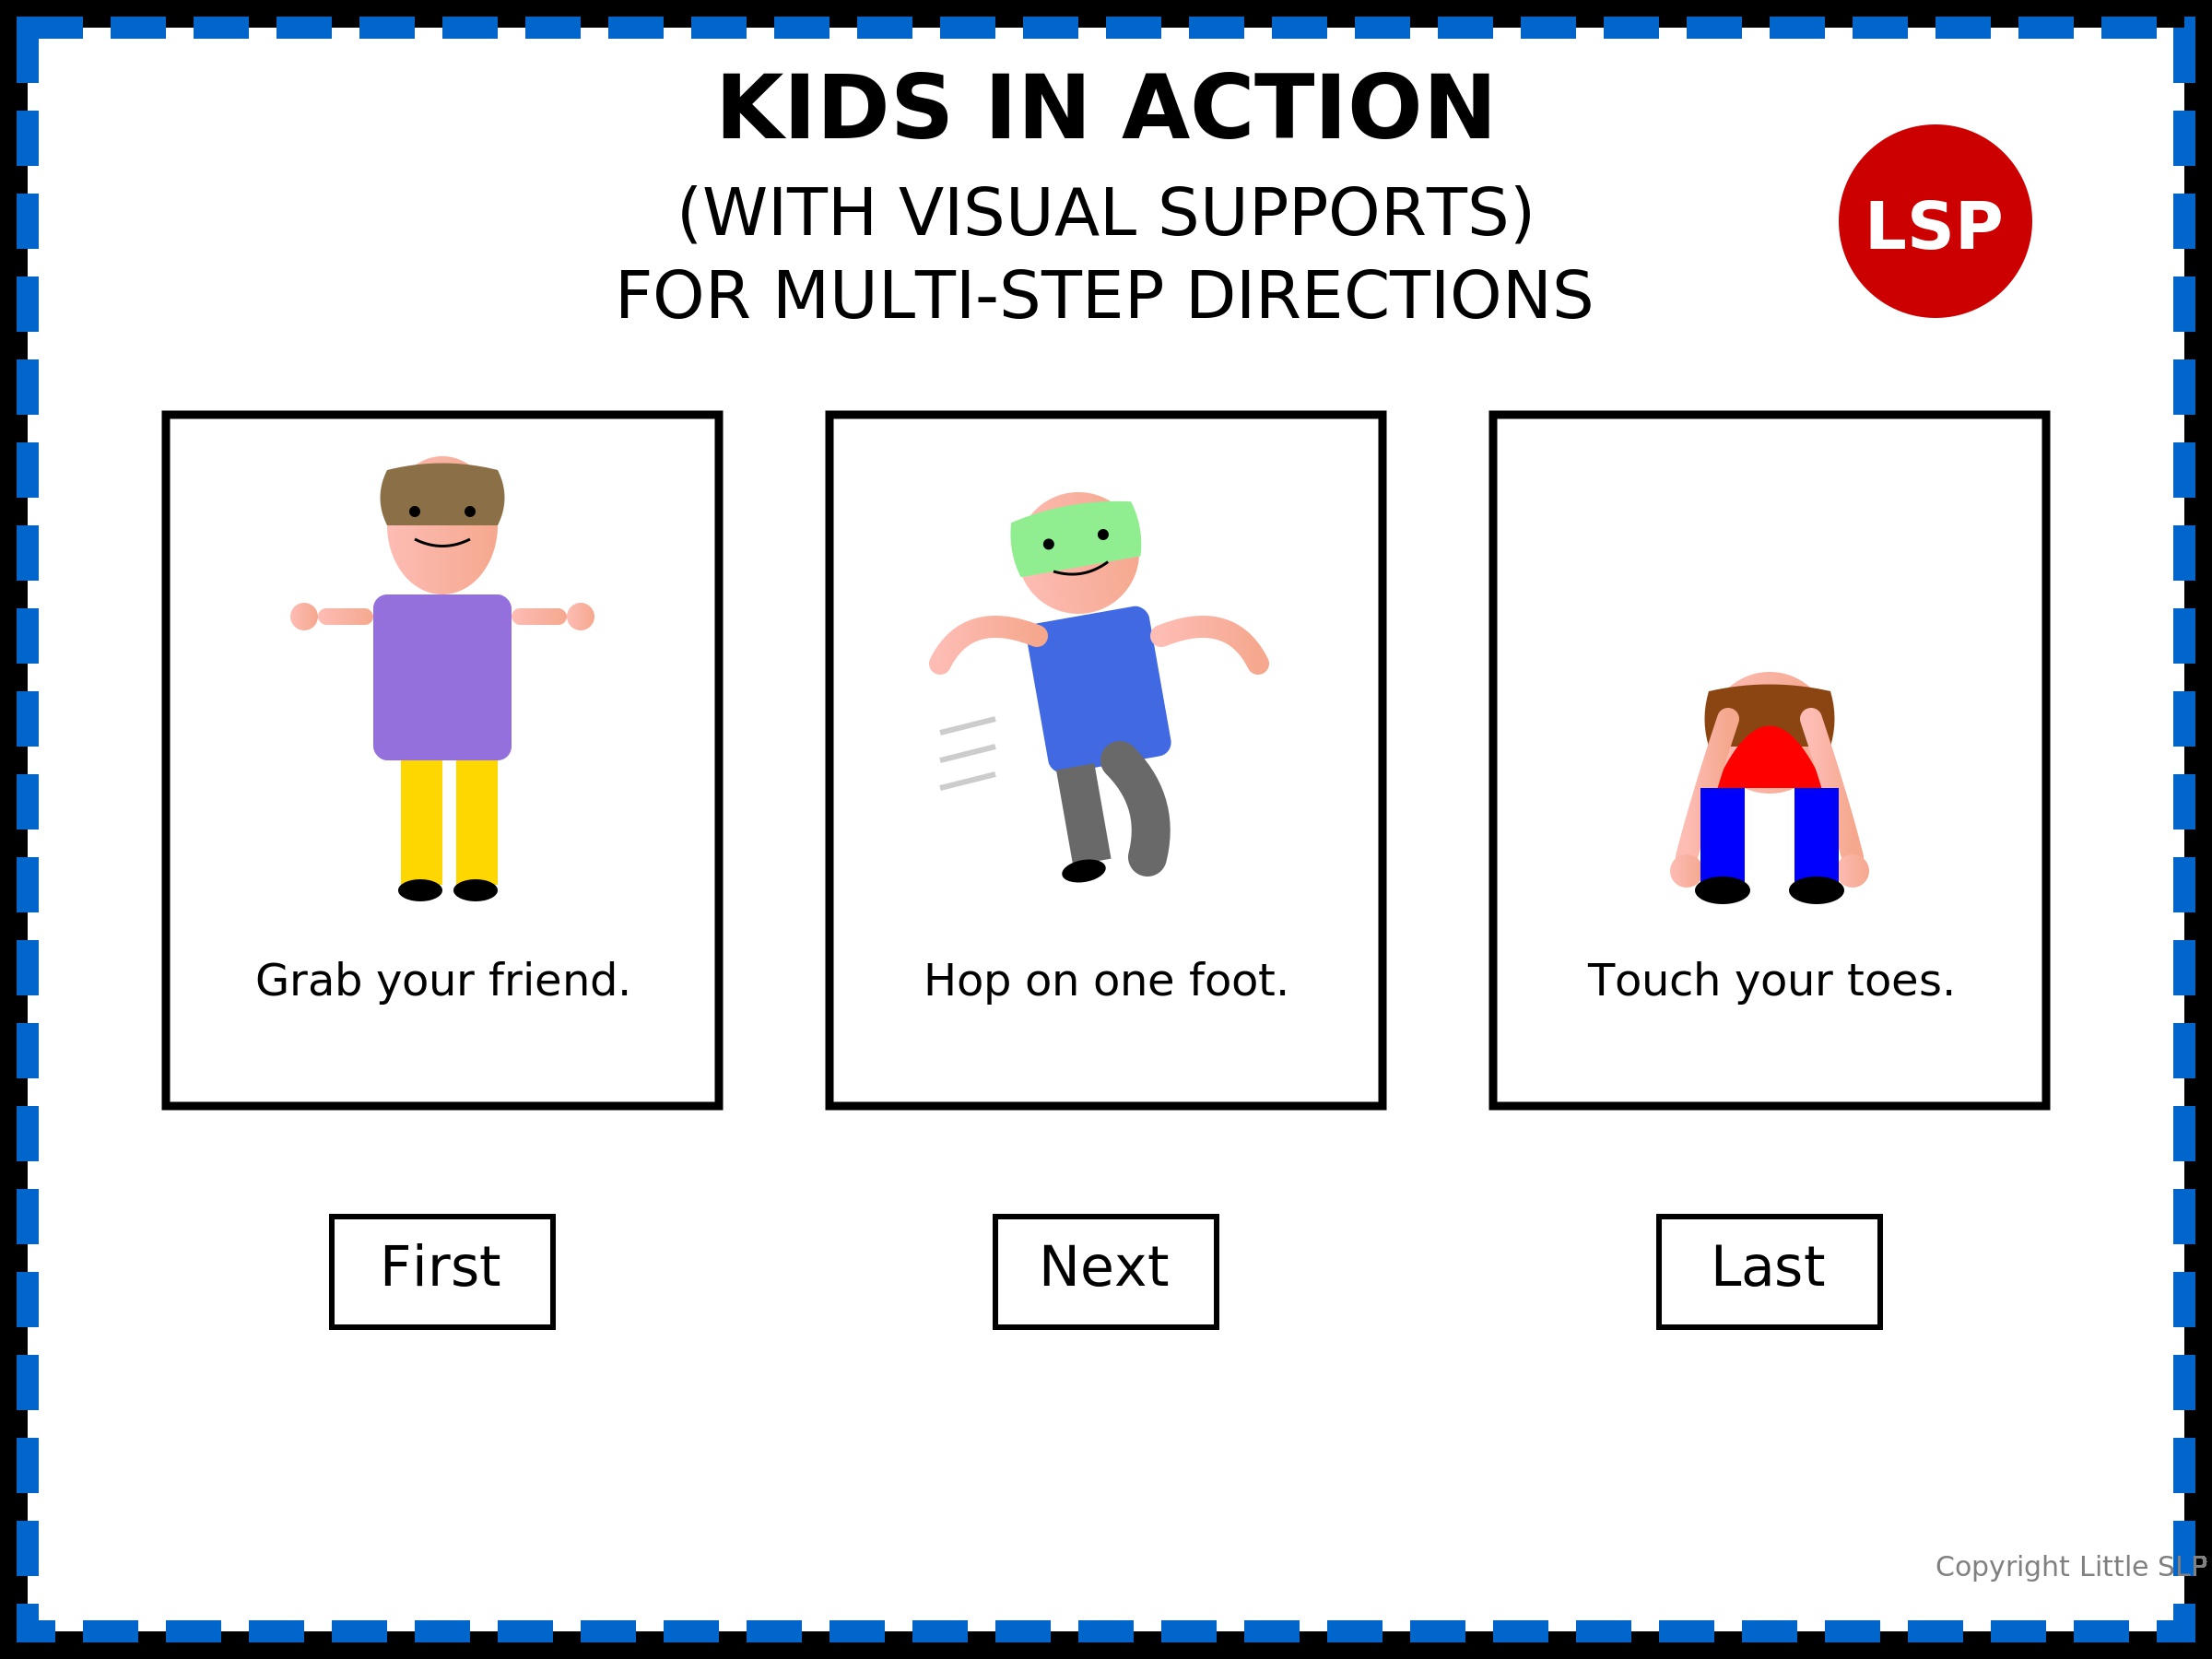 KIDS IN ACTION
(WITH VISUAL SUPPORTS)
FOR MULTI-STEP DIRECTIONS
LSP
Grab your friend.
Hop on one foot.
Touch your toes.
First
Next
Last
Copyright Little SLP